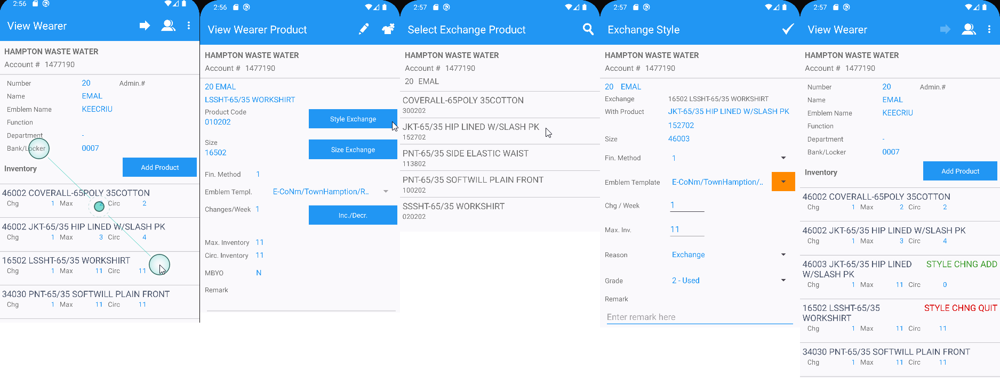 2:56
View Wearer
HAMPTON WASTE WATER
Account # 1477190
Number 20 Admin.#
Name EMAL
Emblem Name KEECRIU
Function
Department -
Bank/Locker 0007
Inventory Add Product
46002 COVERALL-65POLY 35COTTON
Chg 1 Max 2 Circ 2
46002 JKT-65/35 HIP LINED W/SLASH PK
Chg 1 Max 3 Circ 4
16502 LSSHT-65/35 WORKSHIRT
Chg 1 Max 11 Circ 11
34030 PNT-65/35 SOFTWILL PLAIN FRONT
Chg 1 Max 11 Circ 11
2:56
View Wearer Product
HAMPTON WASTE WATER
Account # 1477190
20 EMAL
LSSHT-65/35 WORKSHIRT
Product Code
010202
Style Exchange
Size
16502
Size Exchange
Fin. Method 1
Emblem Templ. E-CoNm/TownHamption/R..
Changes/Week 1
Inc./Decr.
Max. Inventory 11
Circ. Inventory 11
MBYO N
Remark
2:57
Select Exchange Product
HAMPTON WASTE WATER
Account # 1477190
20 EMAL
COVERALL-65POLY 35COTTON
300202
JKT-65/35 HIP LINED W/SLASH PK
152702
PNT-65/35 SIDE ELASTIC WAIST
113802
PNT-65/35 SOFTWILL PLAIN FRONT
100202
SSSHT-65/35 WORKSHIRT
020202
2:57
Exchange Style
HAMPTON WASTE WATER
Account # 1477190
20 EMAL
Exchange 16502 LSSHT-65/35 WORKSHIRT
With Product JKT-65/35 HIP LINED W/SLASH PK
152702
Size 46003
Fin. Method 1
Emblem Template E-CoNm/TownHamption/..
Chg / Week 1
Max. Inv. 11
Reason Exchange
Grade 2 - Used
Remark
Enter remark here
2:57
View Wearer
HAMPTON WASTE WATER
Account # 1477190
Number 20 Admin.#
Name EMAL
Emblem Name KEECRIU
Function
Department -
Bank/Locker 0007
Inventory Add Product
46002 COVERALL-65POLY 35COTTON
Chg 1 Max 2 Circ 2
46002 JKT-65/35 HIP LINED W/SLASH PK
Chg 1 Max 3 Circ 4
46003 JKT-65/35 HIP LINED STYLE CHNG ADD
W/SLASH PK
Chg 1 Max 11 Circ 0
16502 LSSHT-65/35 STYLE CHNG QUIT
WORKSHIRT
Chg 1 Max 11 Circ 11
34030 PNT-65/35 SOFTWILL PLAIN FRONT
Chg 1 Max 11 Circ 11